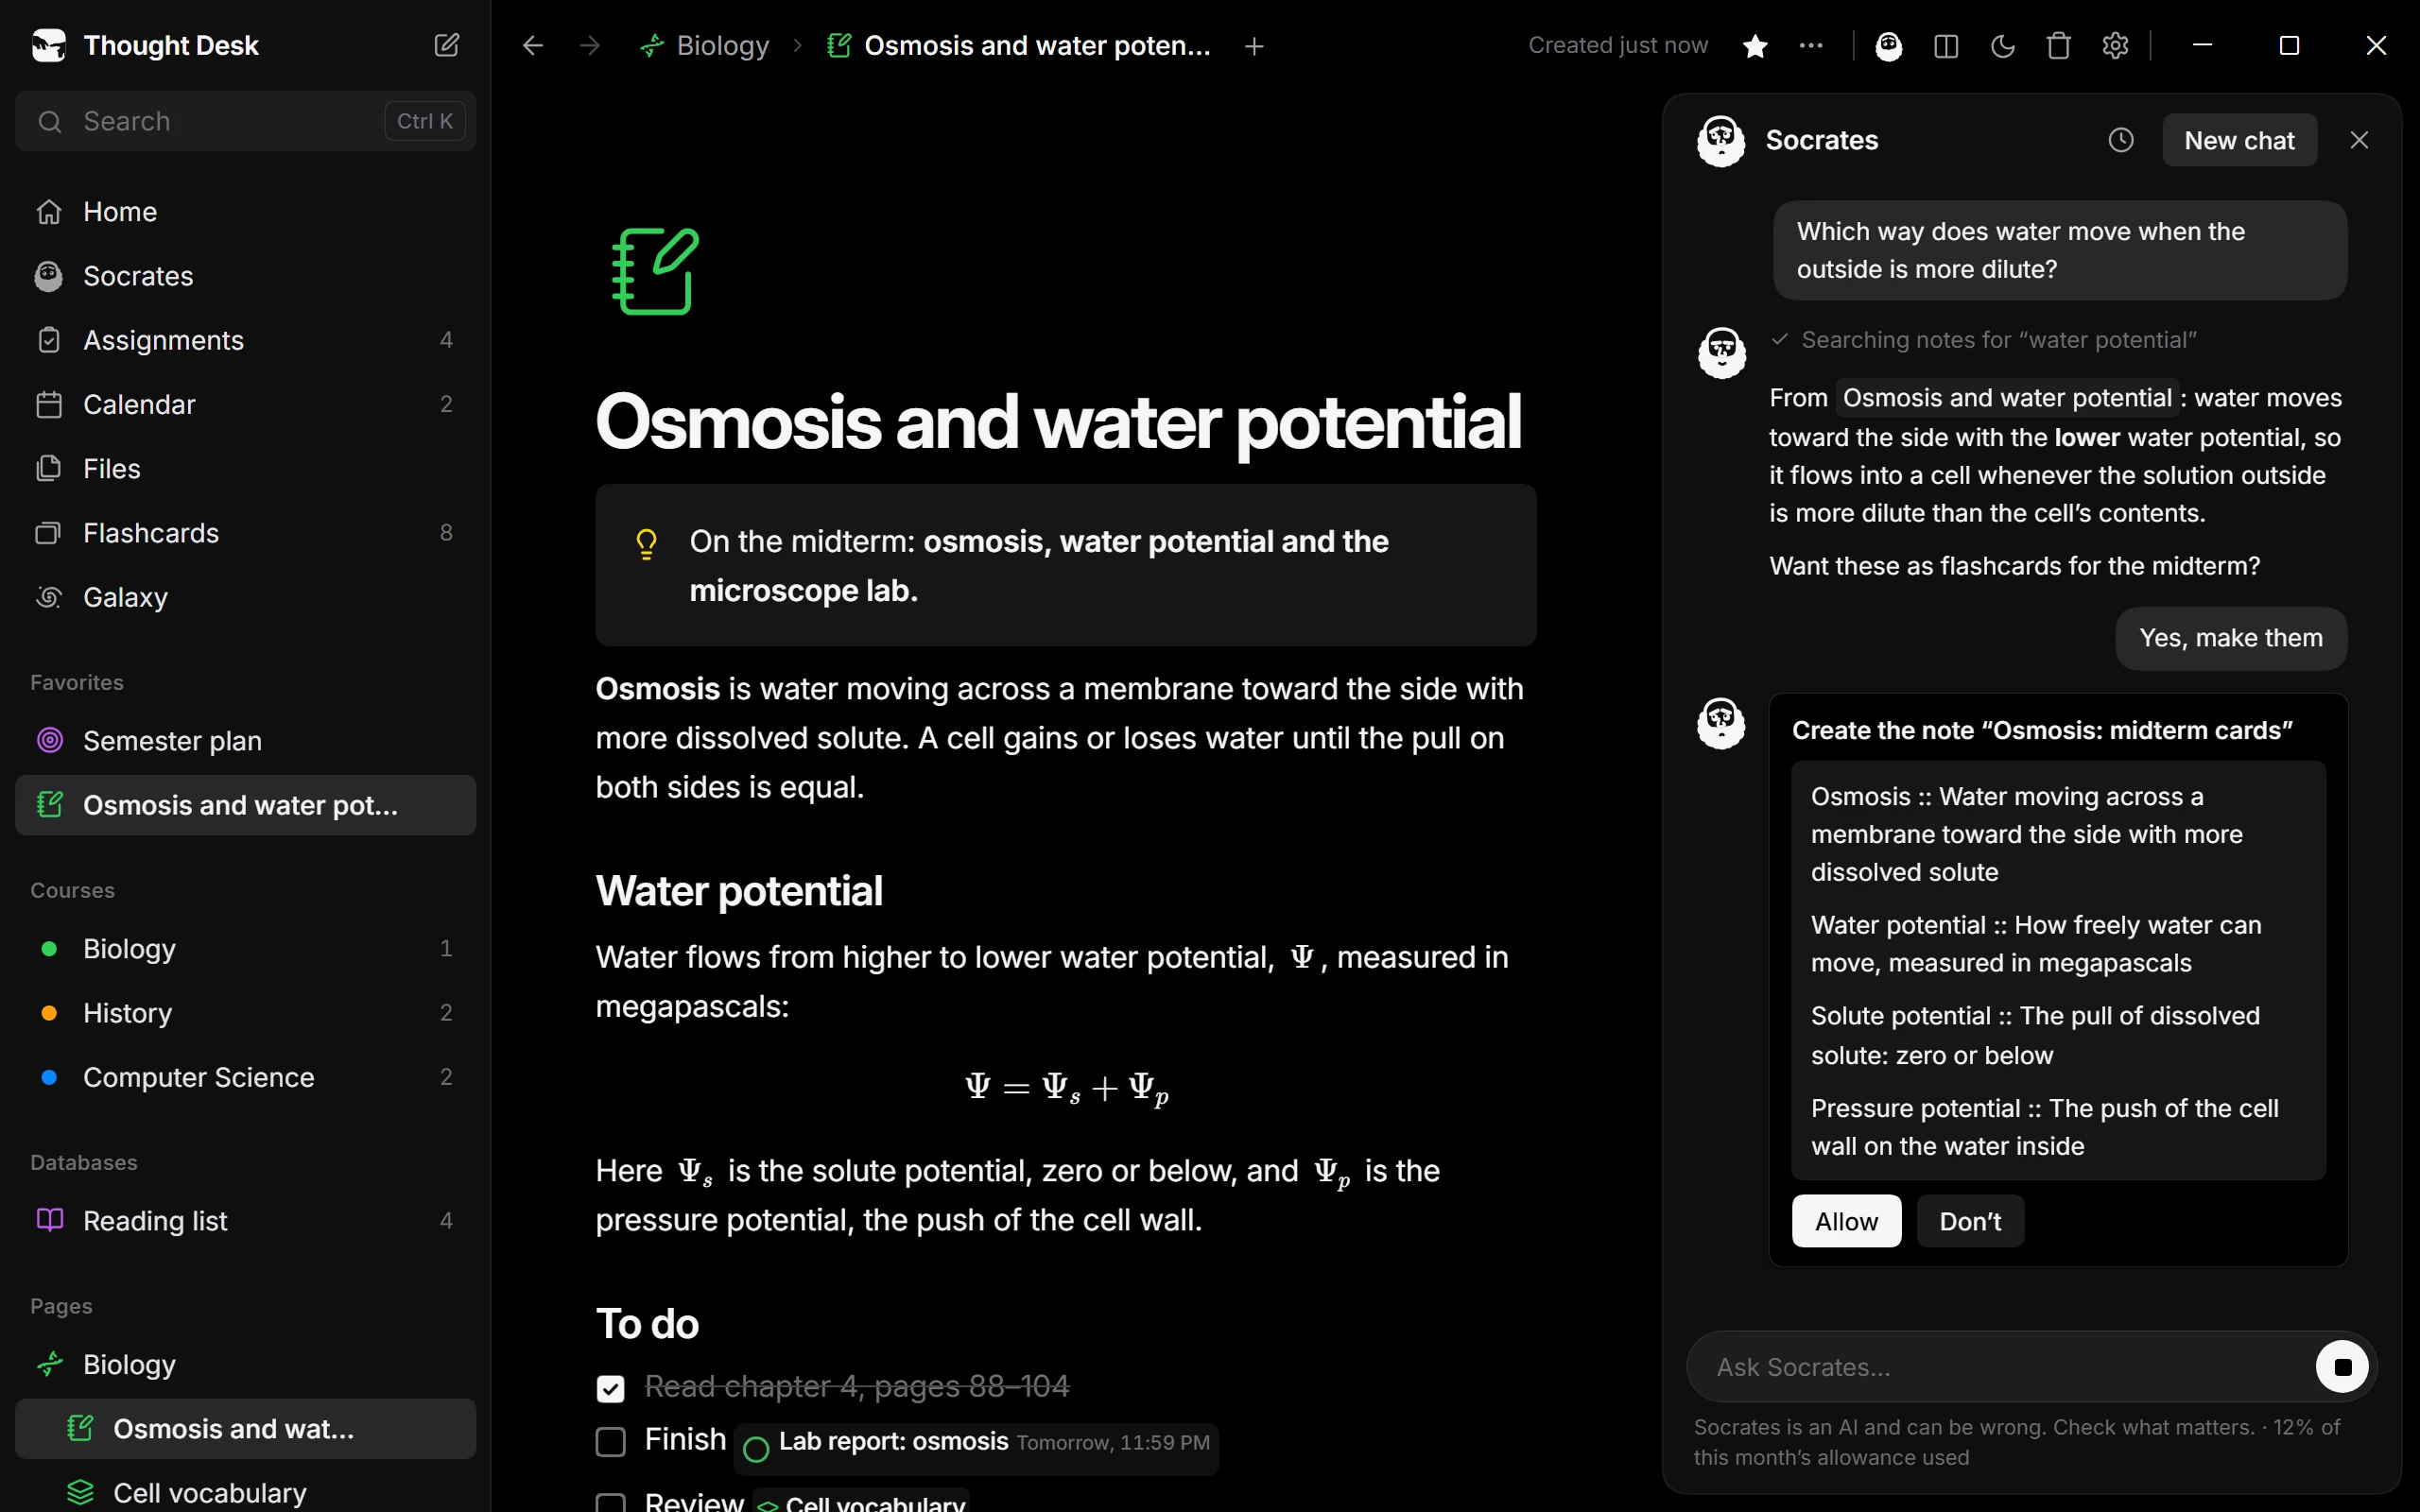 Thought Desk
Search
Ctrl K
Home
Socrates
Assignments 4
Calendar 2
Files
Flashcards 8
Galaxy
Favorites
Semester plan
Osmosis and water pot...
Courses
Biology 1
History 2
Computer Science 2
Databases
Reading list 4
Pages
Biology
Osmosis and wat...
Cell vocabulary
Biology
Osmosis and water poten...
Created just now
Osmosis and water potential
On the midterm: osmosis, water potential and the
microscope lab.
Osmosis is water moving across a membrane toward the side with
more dissolved solute. A cell gains or loses water until the pull on
both sides is equal.
Water potential
Water flows from higher to lower water potential, Ψ, measured in
megapascals:
Ψ = Ψs + Ψp
Here Ψs is the solute potential, zero or below, and Ψp is the
pressure potential, the push of the cell wall.
To do
Read chapter 4, pages 88–104
Finish Lab report: osmosis Tomorrow, 11:59 PM
Review Cell vocabulary
Socrates
New chat
Which way does water move when the
outside is more dilute?
Searching notes for “water potential”
From Osmosis and water potential: water moves
toward the side with the lower water potential, so
it flows into a cell whenever the solution outside
is more dilute than the cell’s contents.
Want these as flashcards for the midterm?
Yes, make them
Create the note “Osmosis: midterm cards”
Osmosis :: Water moving across a
membrane toward the side with more
dissolved solute
Water potential :: How freely water can
move, measured in megapascals
Solute potential :: The pull of dissolved
solute: zero or below
Pressure potential :: The push of the cell
wall on the water inside
Allow
Don’t
Ask Socrates...
Socrates is an AI and can be wrong. Check what matters. · 12% of
this month’s allowance used